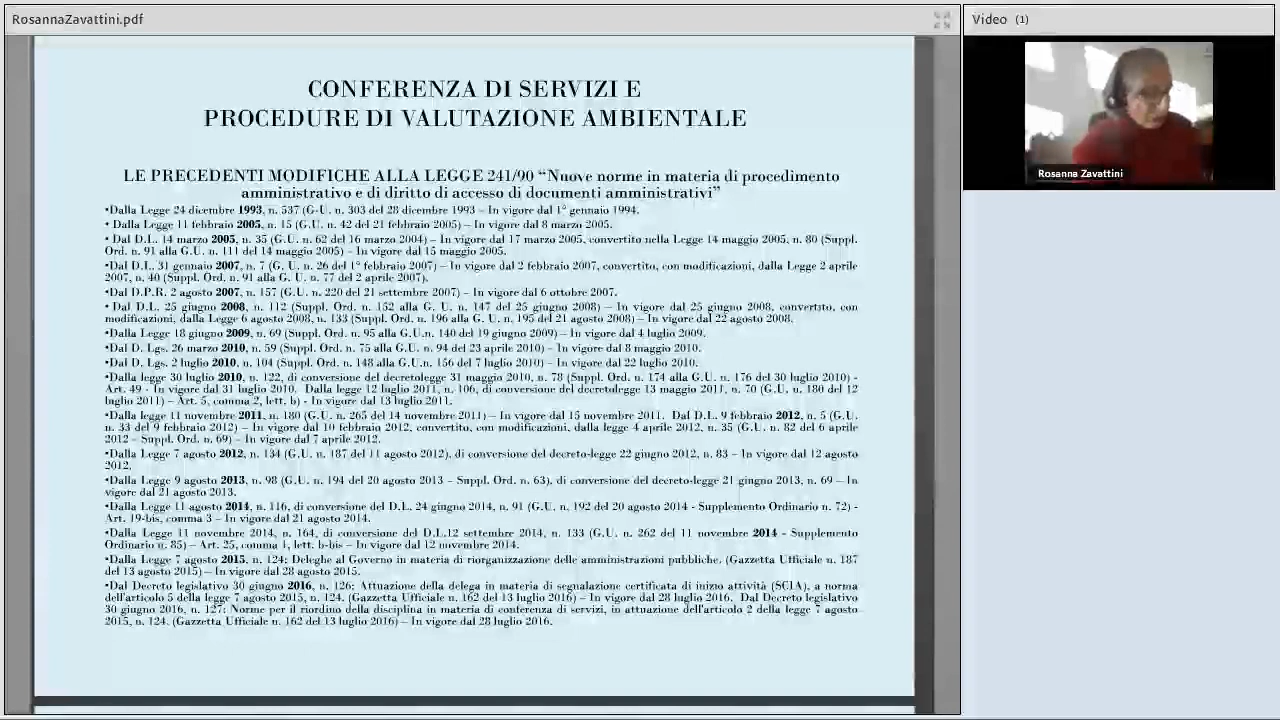 RosannaZavattini.pdf
Video (1)
Rosanna Zavattini
CONFERENZA DI SERVIZI E
PROCEDURE DI VALUTAZIONE AMBIENTALE
LE PRECEDENTI MODIFICHE ALLA LEGGE 241/90 “Nuove norme in materia di procedimento
amministrativo e di diritto di accesso di documenti amministrativi”
•Dalla Legge 24 dicembre 1993, n. 537 (G-U. n. 303 del 28 dicembre 1993 – In vigore dal 1° gennaio 1994.
• Dalla Legge 11 febbraio 2005, n. 15 (G.U. n. 42 del 21 febbraio 2005) – In vigore dal 8 marzo 2005.
• Dal D.L. 14 marzo 2005, n. 35 (G.U. n. 62 del 16 marzo 2004) – In vigore dal 17 marzo 2005, convertito nella Legge 14 maggio 2005, n. 80 (Suppl.
Ord. n. 91 alla G.U. n. 111 del 14 maggio 2005) – In vigore dal 15 maggio 2005.
•Dal D.L. 31 gennaio 2007, n. 7 (G. U. n. 26 del 1° febbraio 2007) – In vigore dal 2 febbraio 2007, convertito, con modificazioni, dalla Legge 2 aprile
2007, n. 40 (Suppl. Ord. n. 91 alla G. U. n. 77 del 2 aprile 2007).
•Dal D.P.R. 2 agosto 2007, n. 157 (G.U. n. 220 del 21 settembre 2007) – In vigore dal 6 ottobre 2007.
• Dal D.L. 25 giugno 2008, n. 112 (Suppl. Ord. n. 152 alla G. U. n. 147 del 25 giugno 2008) – In vigore dal 25 giugno 2008, convertito, con
modificazioni, dalla Legge 6 agosto 2008, n. 133 (Suppl. Ord. n. 196 alla G. U. n. 195 del 21 agosto 2008) – In vigore dal 22 agosto 2008.
•Dalla Legge 18 giugno 2009, n. 69 (Suppl. Ord. n. 95 alla G.U.n. 140 del 19 giugno 2009) – In vigore dal 4 luglio 2009.
•Dal D. Lgs. 26 marzo 2010, n. 59 (Suppl. Ord. n. 75 alla G.U. n. 94 del 23 aprile 2010) – In vigore dal 8 maggio 2010.
•Dal D. Lgs. 2 luglio 2010, n. 104 (Suppl. Ord. n. 148 alla G.U.n. 156 del 7 luglio 2010) – In vigore dal 22 luglio 2010.
•Dalla legge 30 luglio 2010, n. 122, di conversione del decretolegge 31 maggio 2010, n. 78 (Suppl. Ord. n. 174 alla G.U. n. 176 del 30 luglio 2010) -
Art. 49 - In vigore dal 31 luglio 2010. Dalla legge 12 luglio 2011, n. 106, di conversione del decretolegge 13 maggio 2011, n. 70 (G.U. n. 180 del 12
luglio 2011) – Art. 5, comma 2, lett. b) - In vigore dal 13 luglio 2011.
•Dalla legge 11 novembre 2011, n. 180 (G.U. n. 265 del 14 novembre 2011) – In vigore dal 15 novembre 2011. Dal D.L. 9 febbraio 2012, n. 5 (G.U.
n. 33 del 9 febbraio 2012) – In vigore dal 10 febbraio 2012, convertito, con modificazioni, dalla legge 4 aprile 2012, n. 35 (G.U. n. 82 del 6 aprile
2012 – Suppl. Ord. n. 69) – In vigore dal 7 aprile 2012.
•Dalla Legge 7 agosto 2012, n. 134 (G.U. n. 187 del 11 agosto 2012), di conversione del decreto-legge 22 giugno 2012, n. 83 – In vigore dal 12 agosto
2012.
•Dalla Legge 9 agosto 2013, n. 98 (G.U. n. 194 del 20 agosto 2013 – Suppl. Ord. n. 63), di conversione del decreto-legge 21 giugno 2013, n. 69 – In
vigore dal 21 agosto 2013.
•Dalla Legge 11 agosto 2014, n. 116, di conversione del D.L. 24 giugno 2014, n. 91 (G.U. n. 192 del 20 agosto 2014 - Supplemento Ordinario n. 72) -
Art. 19-bis, comma 3 – In vigore dal 21 agosto 2014.
•Dalla Legge 11 novembre 2014, n. 164, di conversione del D.L.12 settembre 2014, n. 133 (G.U. n. 262 del 11 novembre 2014 - Supplemento
Ordinario n. 85) – Art. 25, comma 1, lett. b-bis – In vigore dal 12 novembre 2014.
•Dalla Legge 7 agosto 2015, n. 124: Deleghe al Governo in materia di riorganizzazione delle amministrazioni pubbliche. (Gazzetta Ufficiale n. 187
del 13 agosto 2015) – In vigore dal 28 agosto 2015.
•Dal Decreto legislativo 30 giugno 2016, n. 126: Attuazione della delega in materia di segnalazione certificata di inizio attività (SCIA), a norma
dell'articolo 5 della legge 7 agosto 2015, n. 124. (Gazzetta Ufficiale n. 162 del 13 luglio 2016) – In vigore dal 28 luglio 2016. Dal Decreto legislativo
30 giugno 2016, n. 127: Norme per il riordino della disciplina in materia di conferenza di servizi, in attuazione dell'articolo 2 della legge 7 agosto
2015, n. 124. (Gazzetta Ufficiale n. 162 del 13 luglio 2016) – In vigore dal 28 luglio 2016.